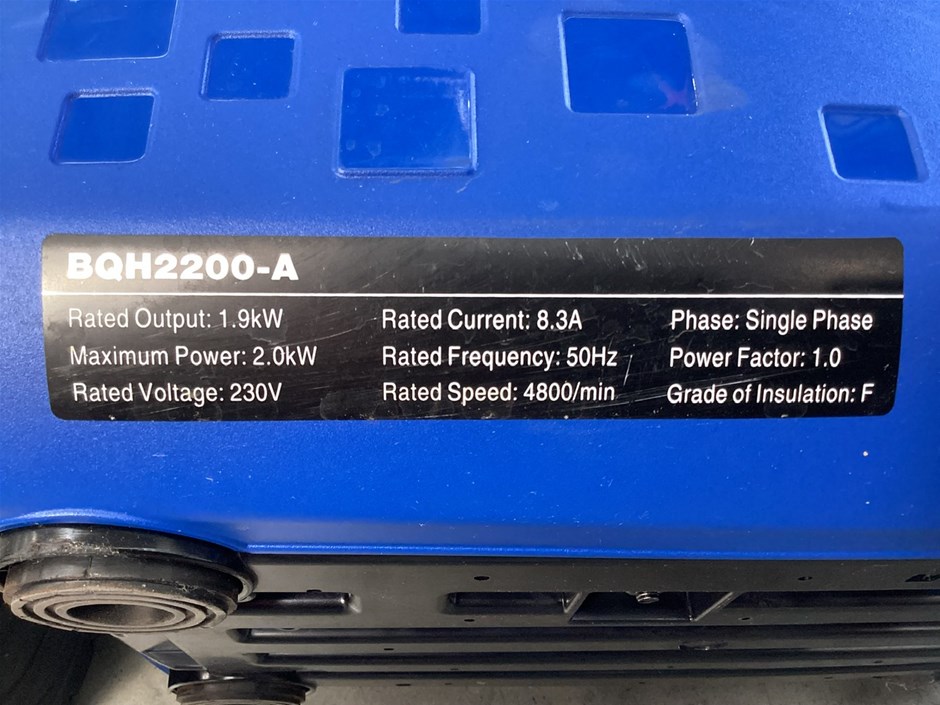 BQH2200-A
Rated Output: 1.9kW Rated Current: 8.3A Phase: Single Phase
Maximum Power: 2.0kW Rated Frequency: 50Hz Power Factor: 1.0
Rated Voltage: 230V Rated Speed: 4800/min Grade of Insulation: F